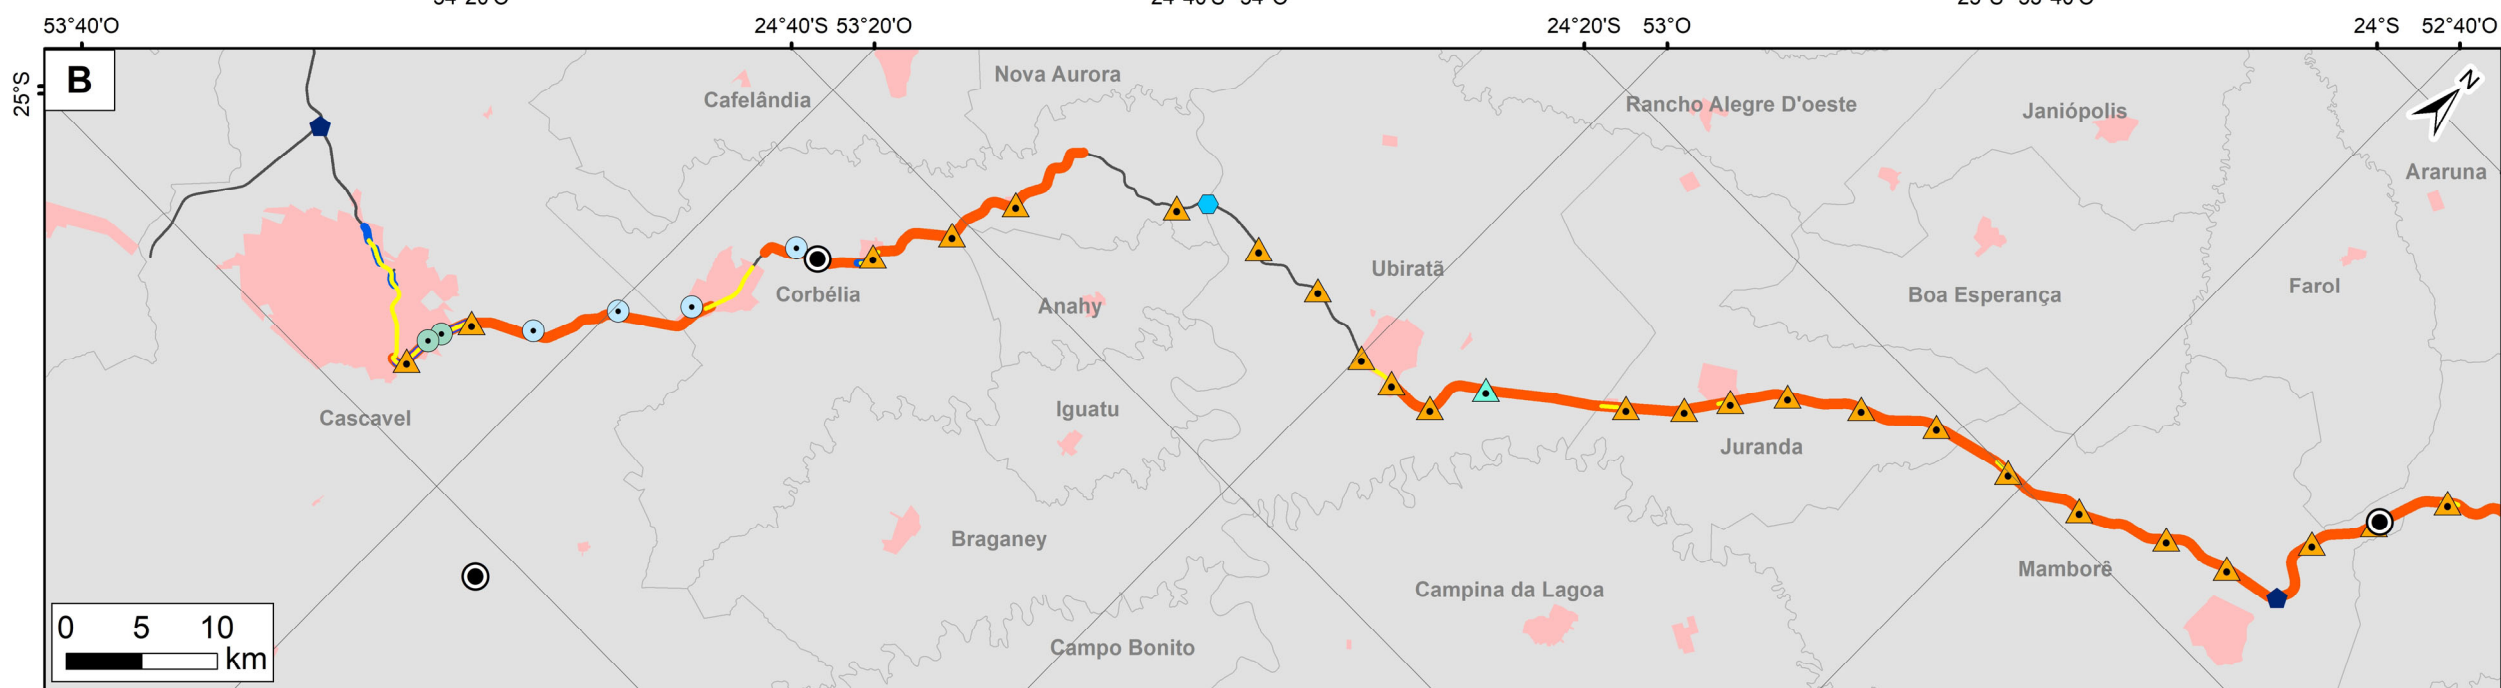 53°40'O
24°40'S 53°20'O
24°20'S 53°O
24°S 52°40'O
25°S
B
N
Nova Aurora
Cafelândia
Rancho Alegre D'oeste
Janiópolis
Araruna
Ubiratã
Farol
Corbélia
Anahy
Boa Esperança
Cascavel
Iguatu
Juranda
Braganey
Mamborê
Campina da Lagoa
Campo Bonito
0 5 10
km